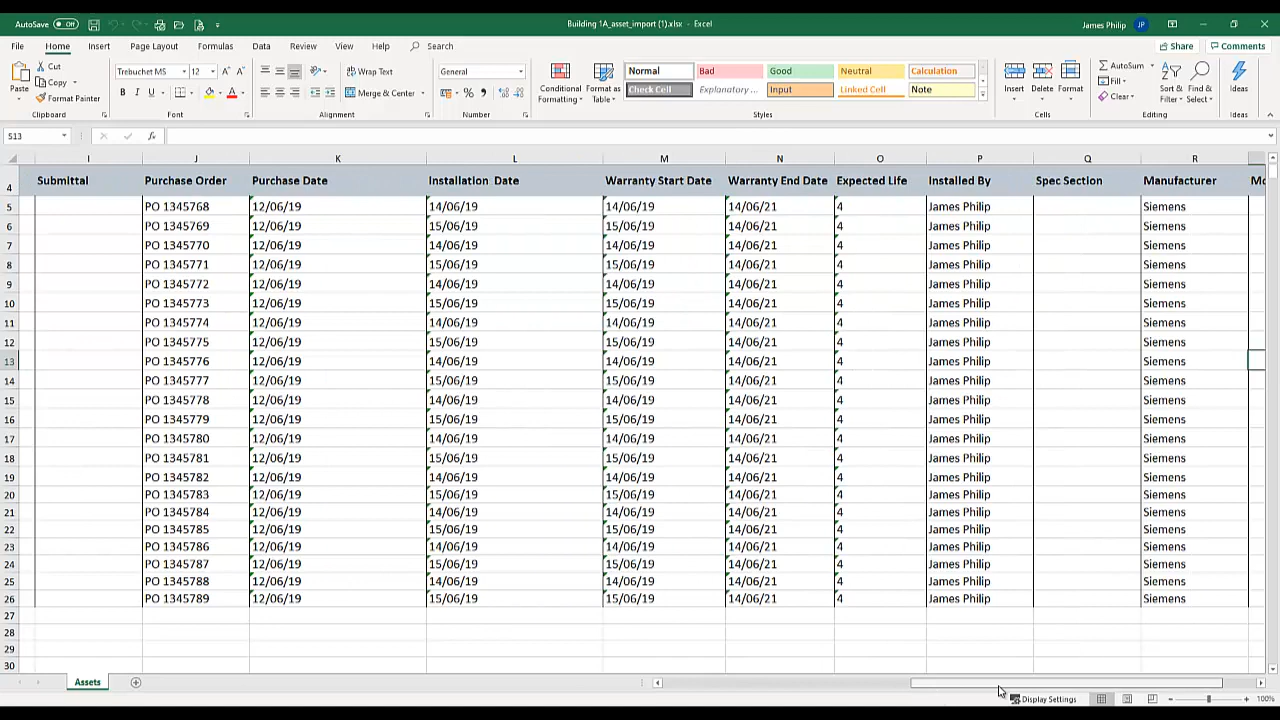 AutoSave Off Building 1A_asset_import (1).xlsx - Excel James Philip JP
File Home Insert Page Layout Formulas Data Review View Help Search Share Comments
Paste Cut Copy Format Painter Clipboard
Trebuchet MS 12 B I U A Font
Wrap Text Merge & Center Alignment
General % Number
Conditional Formatting Format as Table
Normal Bad Good Neutral Calculation
Check Cell Explanatory ... Input Linked Cell Note
Styles
Insert Delete Format Cells
AutoSum Fill Clear Sort & Filter Find & Select Editing
Ideas Ideas
S13 fx
I J K L M N O P Q R
4 Submittal Purchase Order Purchase Date Installation Date Warranty Start Date Warranty End Date Expected Life Installed By Spec Section Manufacturer Mo
5 PO 1345768 12/06/19 14/06/19 14/06/19 14/06/21 4 James Philip Siemens
6 PO 1345769 12/06/19 15/06/19 15/06/19 14/06/21 4 James Philip Siemens
7 PO 1345770 12/06/19 14/06/19 14/06/19 14/06/21 4 James Philip Siemens
8 PO 1345771 12/06/19 15/06/19 15/06/19 14/06/21 4 James Philip Siemens
9 PO 1345772 12/06/19 14/06/19 14/06/19 14/06/21 4 James Philip Siemens
10 PO 1345773 12/06/19 15/06/19 15/06/19 14/06/21 4 James Philip Siemens
11 PO 1345774 12/06/19 14/06/19 14/06/19 14/06/21 4 James Philip Siemens
12 PO 1345775 12/06/19 15/06/19 15/06/19 14/06/21 4 James Philip Siemens
13 PO 1345776 12/06/19 14/06/19 14/06/19 14/06/21 4 James Philip Siemens
14 PO 1345777 12/06/19 15/06/19 15/06/19 14/06/21 4 James Philip Siemens
15 PO 1345778 12/06/19 14/06/19 14/06/19 14/06/21 4 James Philip Siemens
16 PO 1345779 12/06/19 15/06/19 15/06/19 14/06/21 4 James Philip Siemens
17 PO 1345780 12/06/19 14/06/19 14/06/19 14/06/21 4 James Philip Siemens
18 PO 1345781 12/06/19 15/06/19 15/06/19 14/06/21 4 James Philip Siemens
19 PO 1345782 12/06/19 14/06/19 14/06/19 14/06/21 4 James Philip Siemens
20 PO 1345783 12/06/19 15/06/19 15/06/19 14/06/21 4 James Philip Siemens
21 PO 1345784 12/06/19 14/06/19 14/06/19 14/06/21 4 James Philip Siemens
22 PO 1345785 12/06/19 15/06/19 15/06/19 14/06/21 4 James Philip Siemens
23 PO 1345786 12/06/19 14/06/19 14/06/19 14/06/21 4 James Philip Siemens
24 PO 1345787 12/06/19 15/06/19 15/06/19 14/06/21 4 James Philip Siemens
25 PO 1345788 12/06/19 14/06/19 14/06/19 14/06/21 4 James Philip Siemens
26 PO 1345789 12/06/19 15/06/19 15/06/19 14/06/21 4 James Philip Siemens
27
28
29
30
Assets
Display Settings 100%